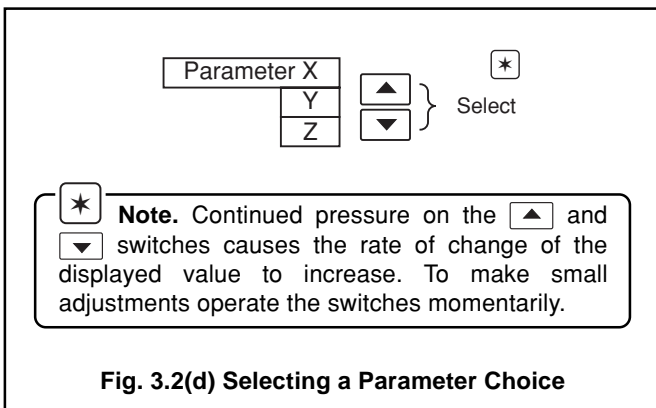 Parameter X
Y
Z
✶
Select
✶ Note. Continued pressure on the ▲ and
▼ switches causes the rate of change of the
displayed value to increase. To make small
adjustments operate the switches momentarily.
Fig. 3.2(d) Selecting a Parameter Choice